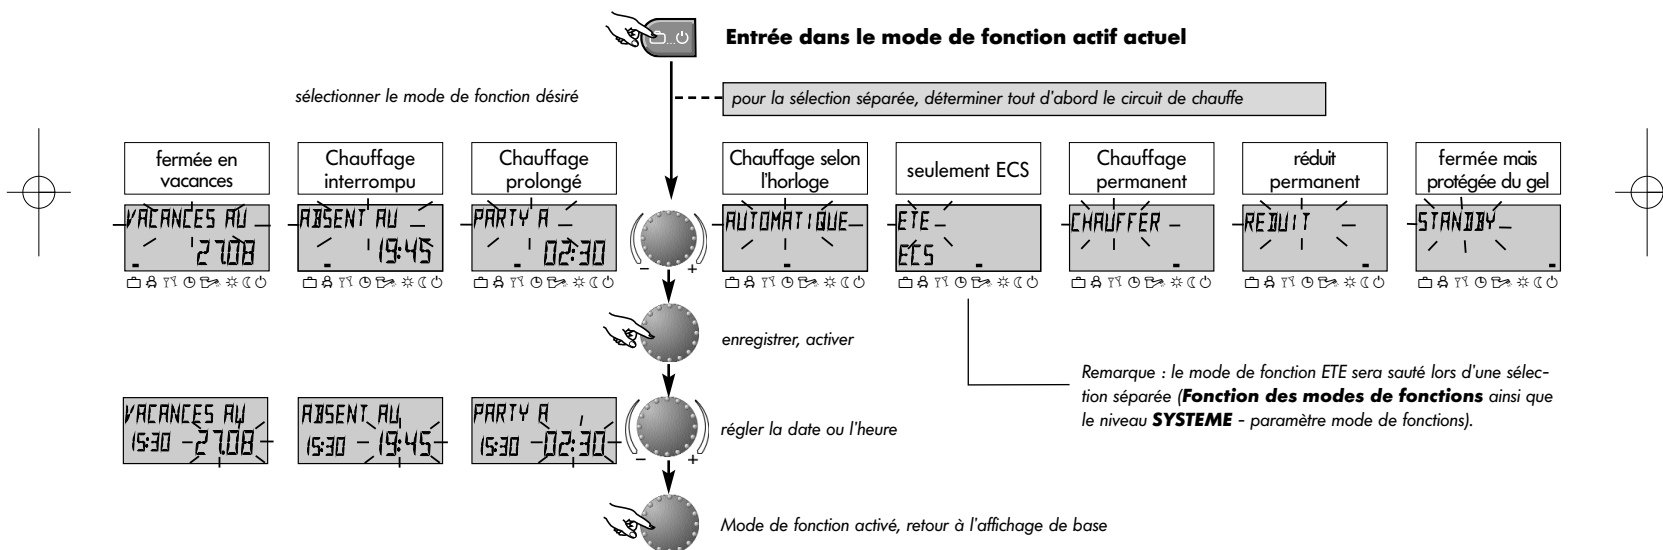 Entrée dans le mode de fonction actif actuel
sélectionner le mode de fonction désiré
pour la sélection séparée, déterminer tout d'abord le circuit de chauffe
fermée en
vacances
Chauffage
interrompu
Chauffage
prolongé
Chauffage selon
l'horloge
seulement ECS
Chauffage
permanent
réduit
permanent
fermée mais
protégée du gel
VACANCES AU
27.08
ABSENT AU
19:45
PARTY A
02:30
- +
AUTOMATIQUE
ETE
ECS
CHAUFFER
REDUIT
STANDBY
enregistrer, activer
Remarque : le mode de fonction ETE sera sauté lors d'une sélec-
tion séparée (Fonction des modes de fonctions ainsi que
le niveau SYSTEME - paramètre mode de fonctions).
VACANCES AU
15:30 27.08
ABSENT AU
15:30 19:45
PARTY A
15:30 02:30
- +
régler la date ou l'heure
Mode de fonction activé, retour à l'affichage de base